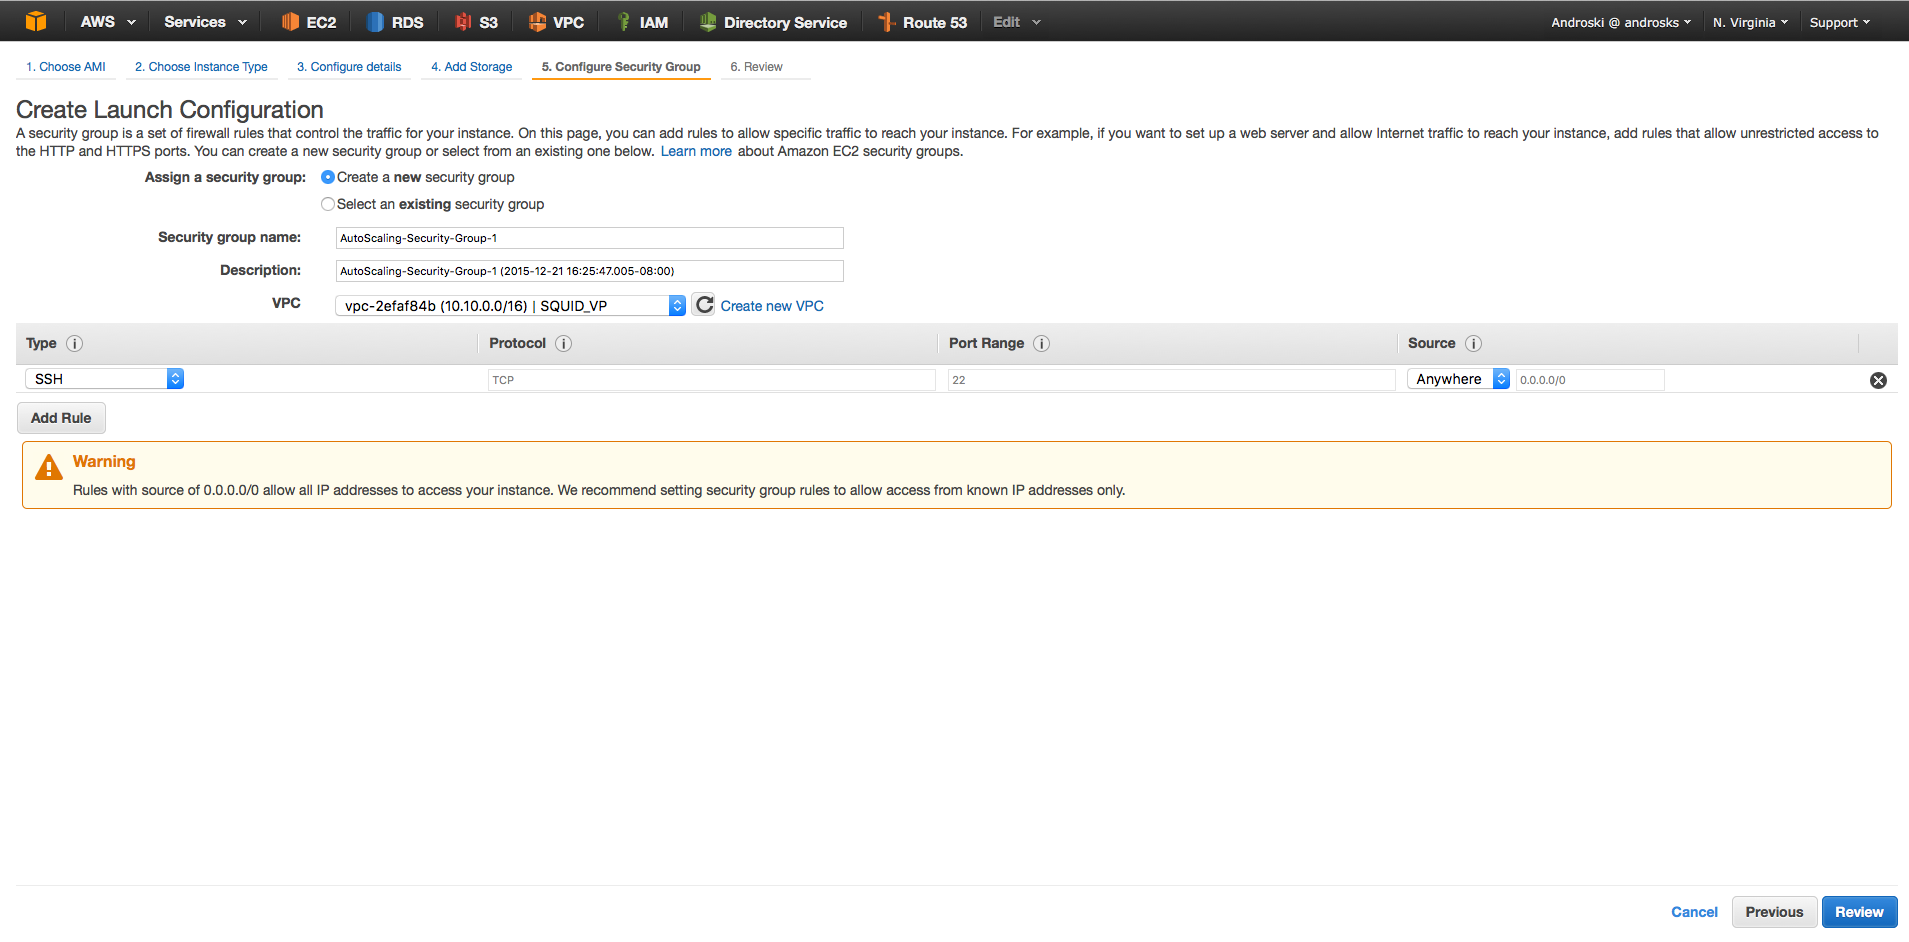 AWS Services EC2 RDS S3 VPC IAM Directory Service Route 53 Edit Androski @ androsks N. Virginia Support
1. Choose AMI 2. Choose Instance Type 3. Configure details 4. Add Storage 5. Configure Security Group 6. Review
Create Launch Configuration
A security group is a set of firewall rules that control the traffic for your instance. On this page, you can add rules to allow specific traffic to reach your instance. For example, if you want to set up a web server and allow Internet traffic to reach your instance, add rules that allow unrestricted access to
the HTTP and HTTPS ports. You can create a new security group or select from an existing one below. Learn more about Amazon EC2 security groups.
Assign a security group: Create a new security group
Select an existing security group
Security group name: AutoScaling-Security-Group-1
Description: AutoScaling-Security-Group-1 (2015-12-21 16:25:47.005-08:00)
VPC vpc-2efaf84b (10.10.0.0/16) | SQUID_VP Create new VPC
Type i Protocol i Port Range i Source i
SSH TCP 22 Anywhere 0.0.0.0/0
Add Rule
Warning
Rules with source of 0.0.0.0/0 allow all IP addresses to access your instance. We recommend setting security group rules to allow access from known IP addresses only.
Cancel Previous Review